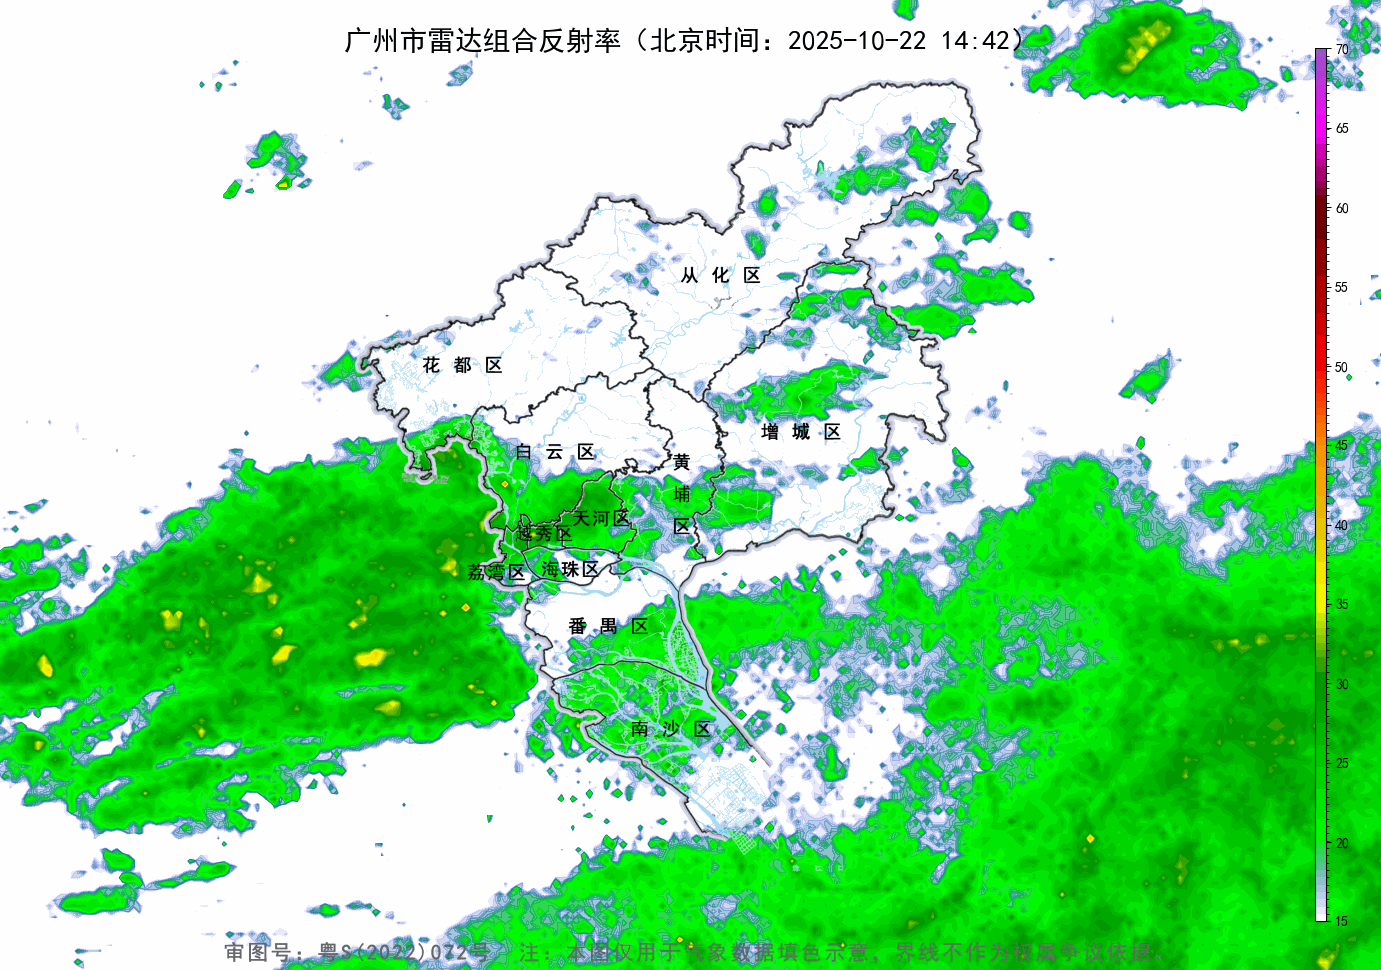 广州市雷达组合反射率（北京时间：2025-10-22 14:42）
70
65
60
55
50
45
40
35
30
25
20
15
从化区
花都区
增城区
白云区
黄埔区
天河区
越秀区
荔湾区
海珠区
番禺区
南沙区
审图号：粤S(2022)072号 注：本图仅用于气象数据填色示意，界线不作为权属争议依据。